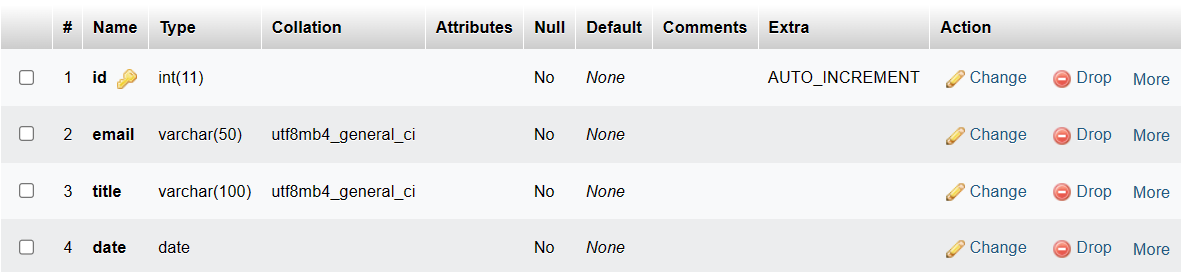 # Name Type Collation Attributes Null Default Comments Extra Action
1 id int(11) No None AUTO_INCREMENT Change Drop More
2 email varchar(50) utf8mb4_general_ci No None Change Drop More
3 title varchar(100) utf8mb4_general_ci No None Change Drop More
4 date date No None Change Drop More